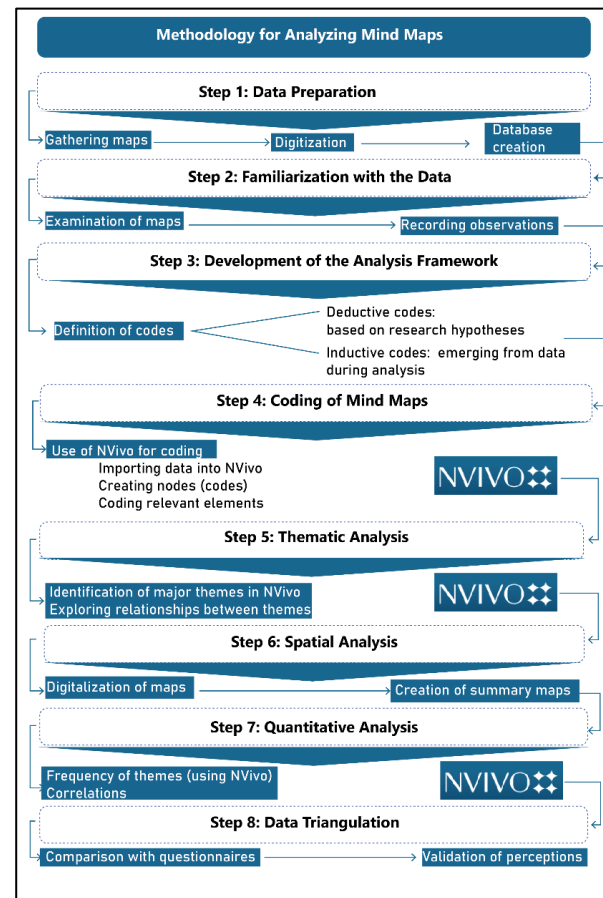 Methodology for Analyzing Mind Maps
Step 1: Data Preparation
Gathering maps
Digitization
Database
creation
Step 2: Familiarization with the Data
Examination of maps
Recording observations
Step 3: Development of the Analysis Framework
Definition of codes
Deductive codes:
based on research hypotheses
Inductive codes: emerging from data
during analysis
Step 4: Coding of Mind Maps
Use of NVivo for coding
Importing data into NVivo
Creating nodes (codes)
Coding relevant elements
NVIVO
Step 5: Thematic Analysis
Identification of major themes in NVivo
Exploring relationships between themes
NVIVO
Step 6: Spatial Analysis
Digitalization of maps
Creation of summary maps
Step 7: Quantitative Analysis
Frequency of themes (using NVivo)
Correlations
NVIVO
Step 8: Data Triangulation
Comparison with questionnaires
Validation of perceptions